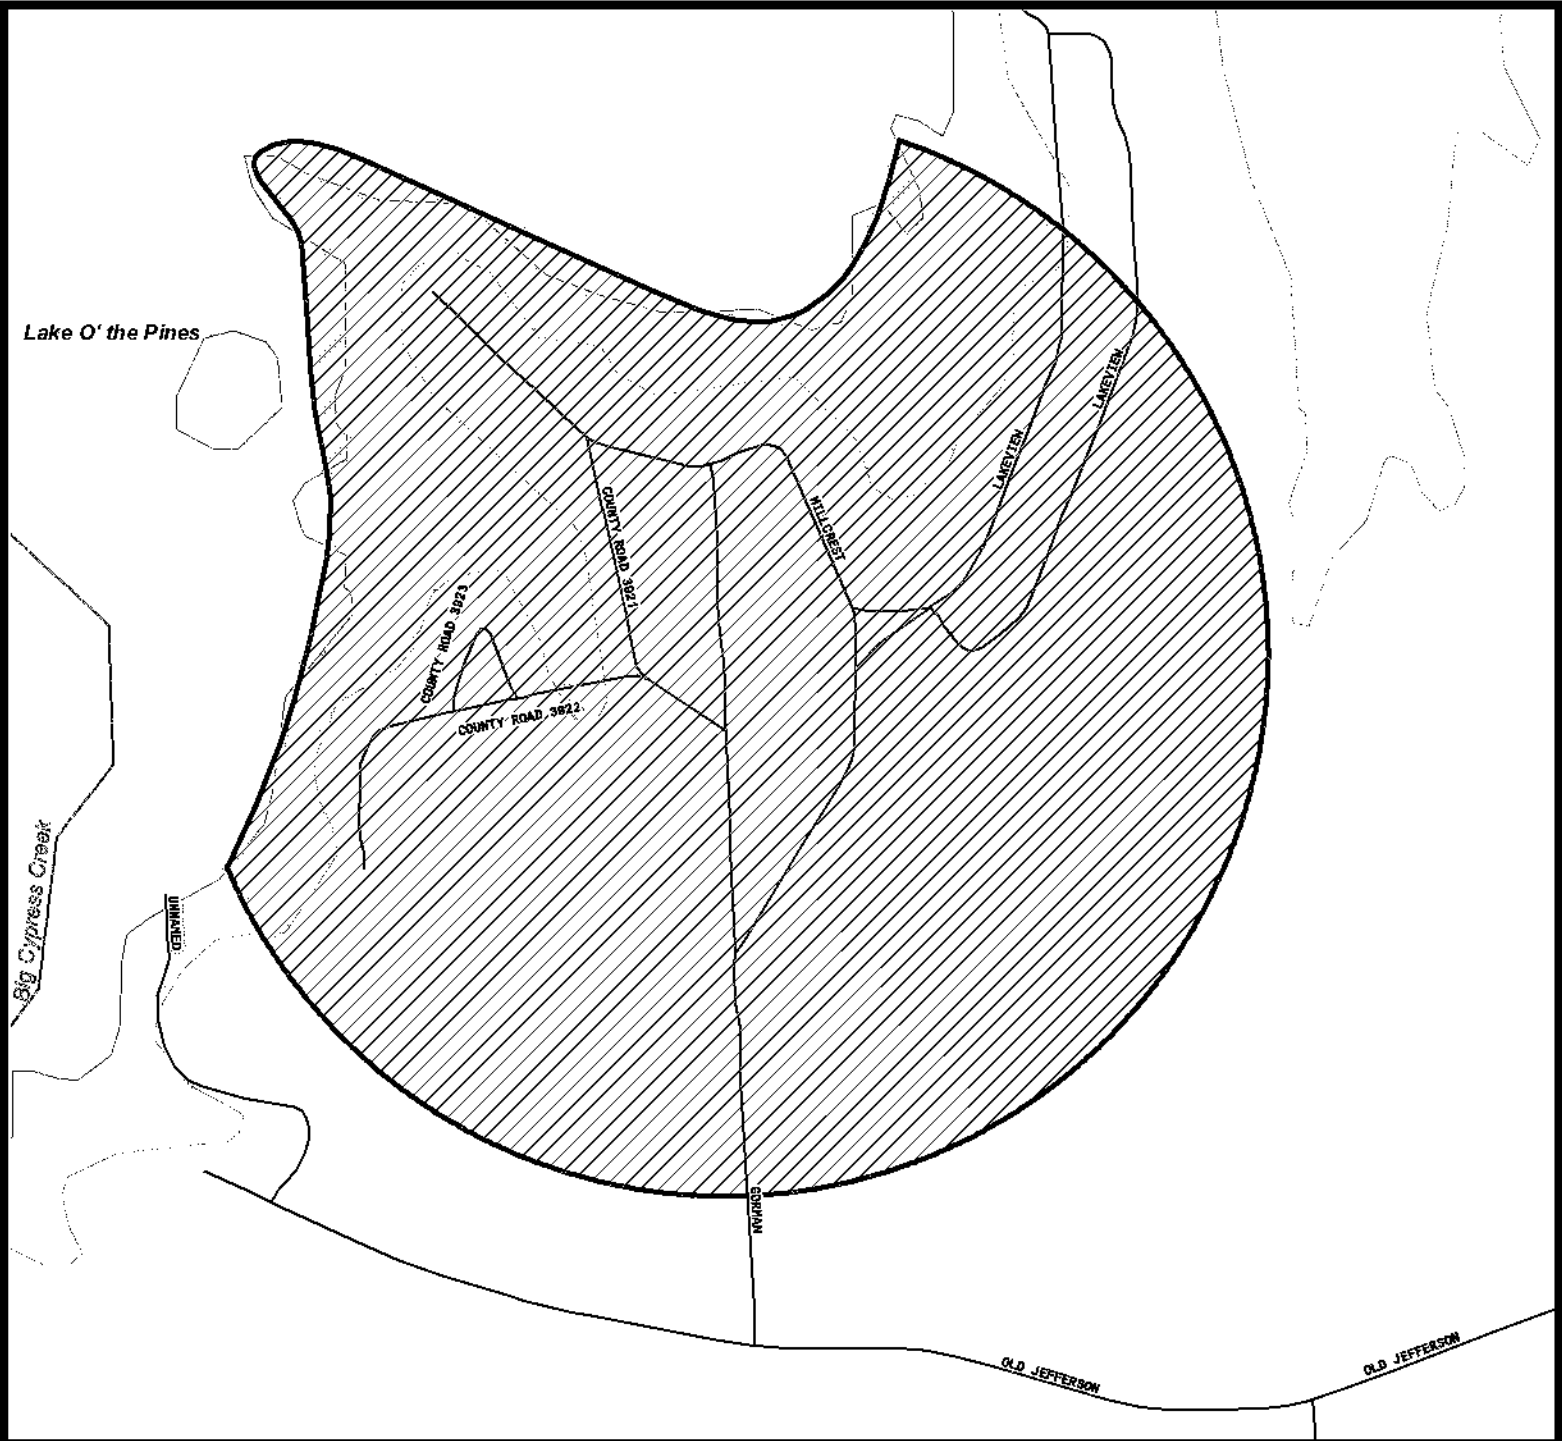 Lake O' the Pines
LAKEVIEW
LAKEVIEW
COUNTY ROAD 3921
HILLCREST
COUNTY ROAD 3923
COUNTY ROAD 3922
Big Cypress Creek
UNNAMED
GORMAN
OLD JEFFERSON
OLD JEFFERSON